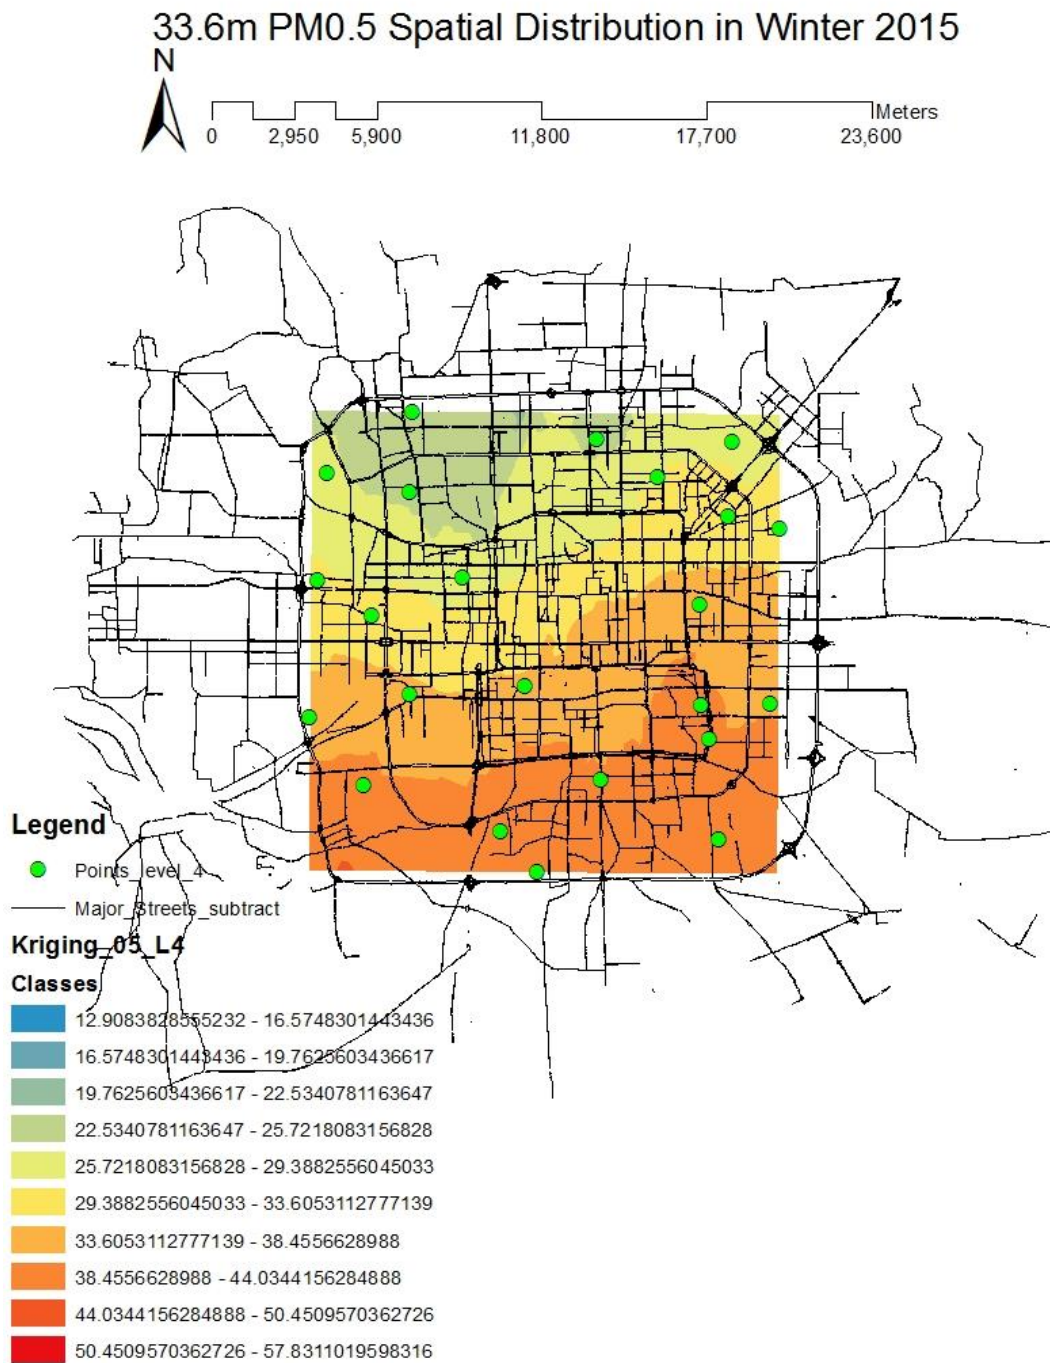 33.6m PM0.5 Spatial Distribution in Winter 2015
N
Meters
0 2,950 5,900 11,800 17,700 23,600
Legend
Points_level_4
Major_Streets_subtract
Kriging_05_L4
Classes
12.9083828555232 - 16.5748301443436
16.5748301443436 - 19.7625603436617
19.7625603436617 - 22.5340781163647
22.5340781163647 - 25.7218083156828
25.7218083156828 - 29.3882556045033
29.3882556045033 - 33.6053112777139
33.6053112777139 - 38.4556628988
38.4556628988 - 44.0344156284888
44.0344156284888 - 50.4509570362726
50.4509570362726 - 57.8311019598316